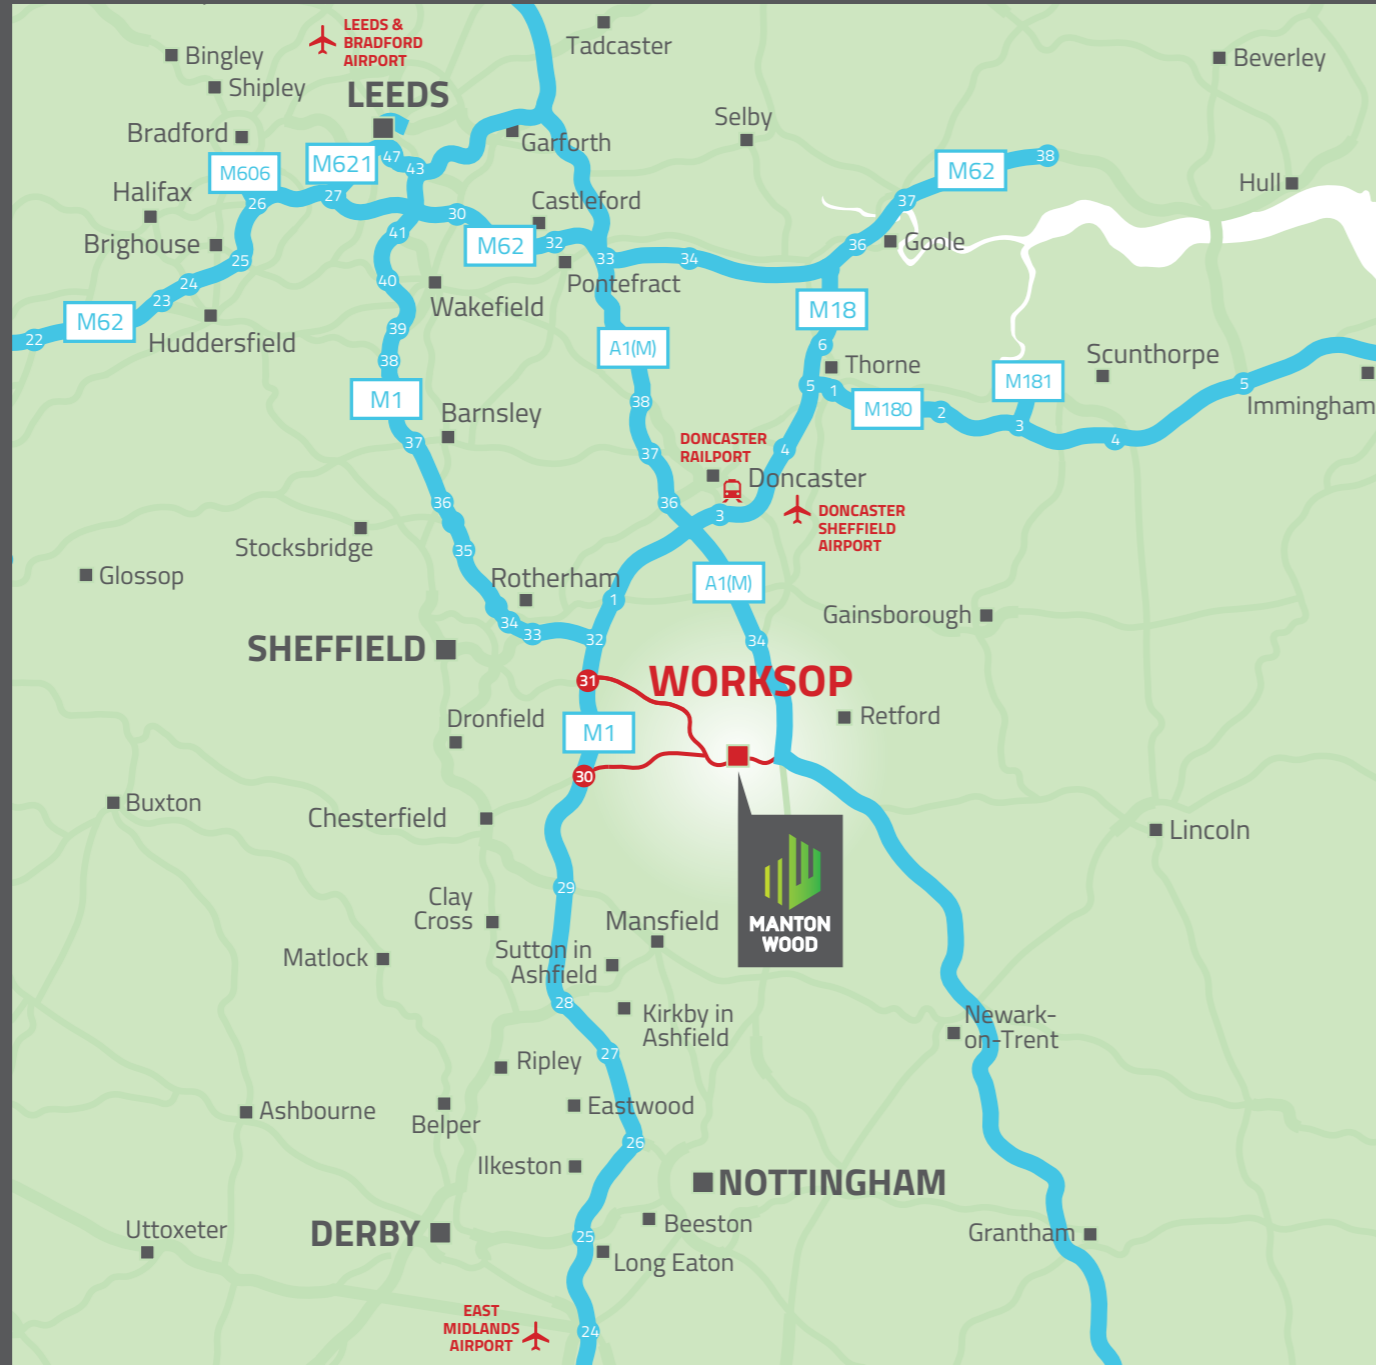 LEEDS &
BRADFORD
AIRPORT
Tadcaster
Bingley
Beverley
Shipley
LEEDS
Selby
Bradford
Garforth
47
43
M621
M606
38
M62
Hull
Halifax
27
26
Castleford
37
30
41
Brighouse
M62
32
36
Goole
33
34
25
Pontefract
40
24
23
Wakefield
M18
22
M62
39
Huddersfield
A1(M)
6
38
Thorne
Scunthorpe
M181
5
1
5
M1
38
M180
2
Immingham
Barnsley
3
4
37
DONCASTER
RAILPORT
37
4
Doncaster
36
36
3
DONCASTER
SHEFFIELD
AIRPORT
Stocksbridge
35
Glossop
Rotherham
A1(M)
1
Gainsborough
34
33
32
34
SHEFFIELD
31
WORKSOP
Dronfield
Retford
M1
30
Buxton
Chesterfield
Lincoln
29
Clay
Cross
MANTON
WOOD
Mansfield
Sutton in
Ashfield
Matlock
28
Kirkby in
Ashfield
Newark-
on-Trent
27
Ripley
Ashbourne
Belper
Eastwood
26
Ilkeston
NOTTINGHAM
Uttoxeter
DERBY
Beeston
25
Grantham
Long Eaton
EAST
MIDLANDS
AIRPORT
24